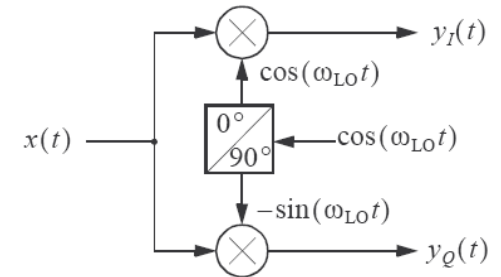 y_I(t)
cos(ω_LO t)
0°
x(t)
cos(ω_LO t)
90°
−sin(ω_LO t)
y_Q(t)